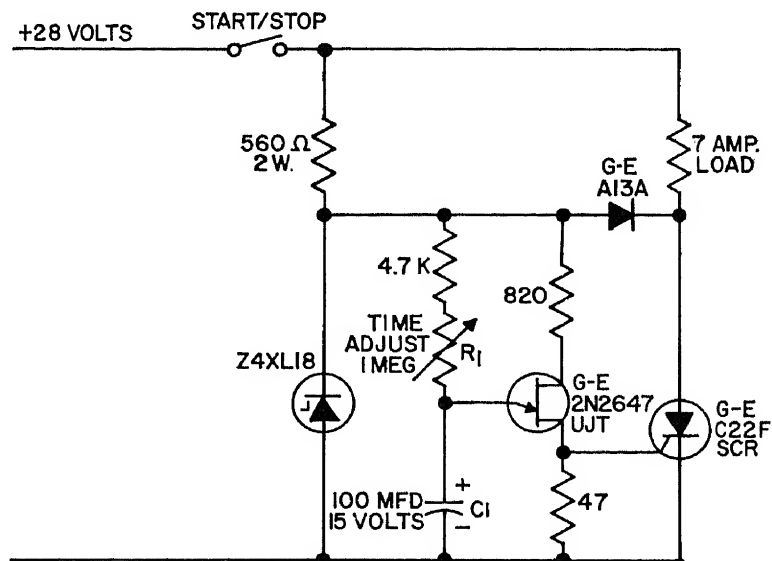 START/STOP
+28 VOLTS
560 Ω
2 W.
7 AMP.
LOAD
G-E
A13A
4.7 K
820
TIME
ADJUST
1 MEG
R1
Z4XL18
G-E
2N2647
UJT
G-E
C22F
SCR
+
100 MFD
15 VOLTS
C1
-
47